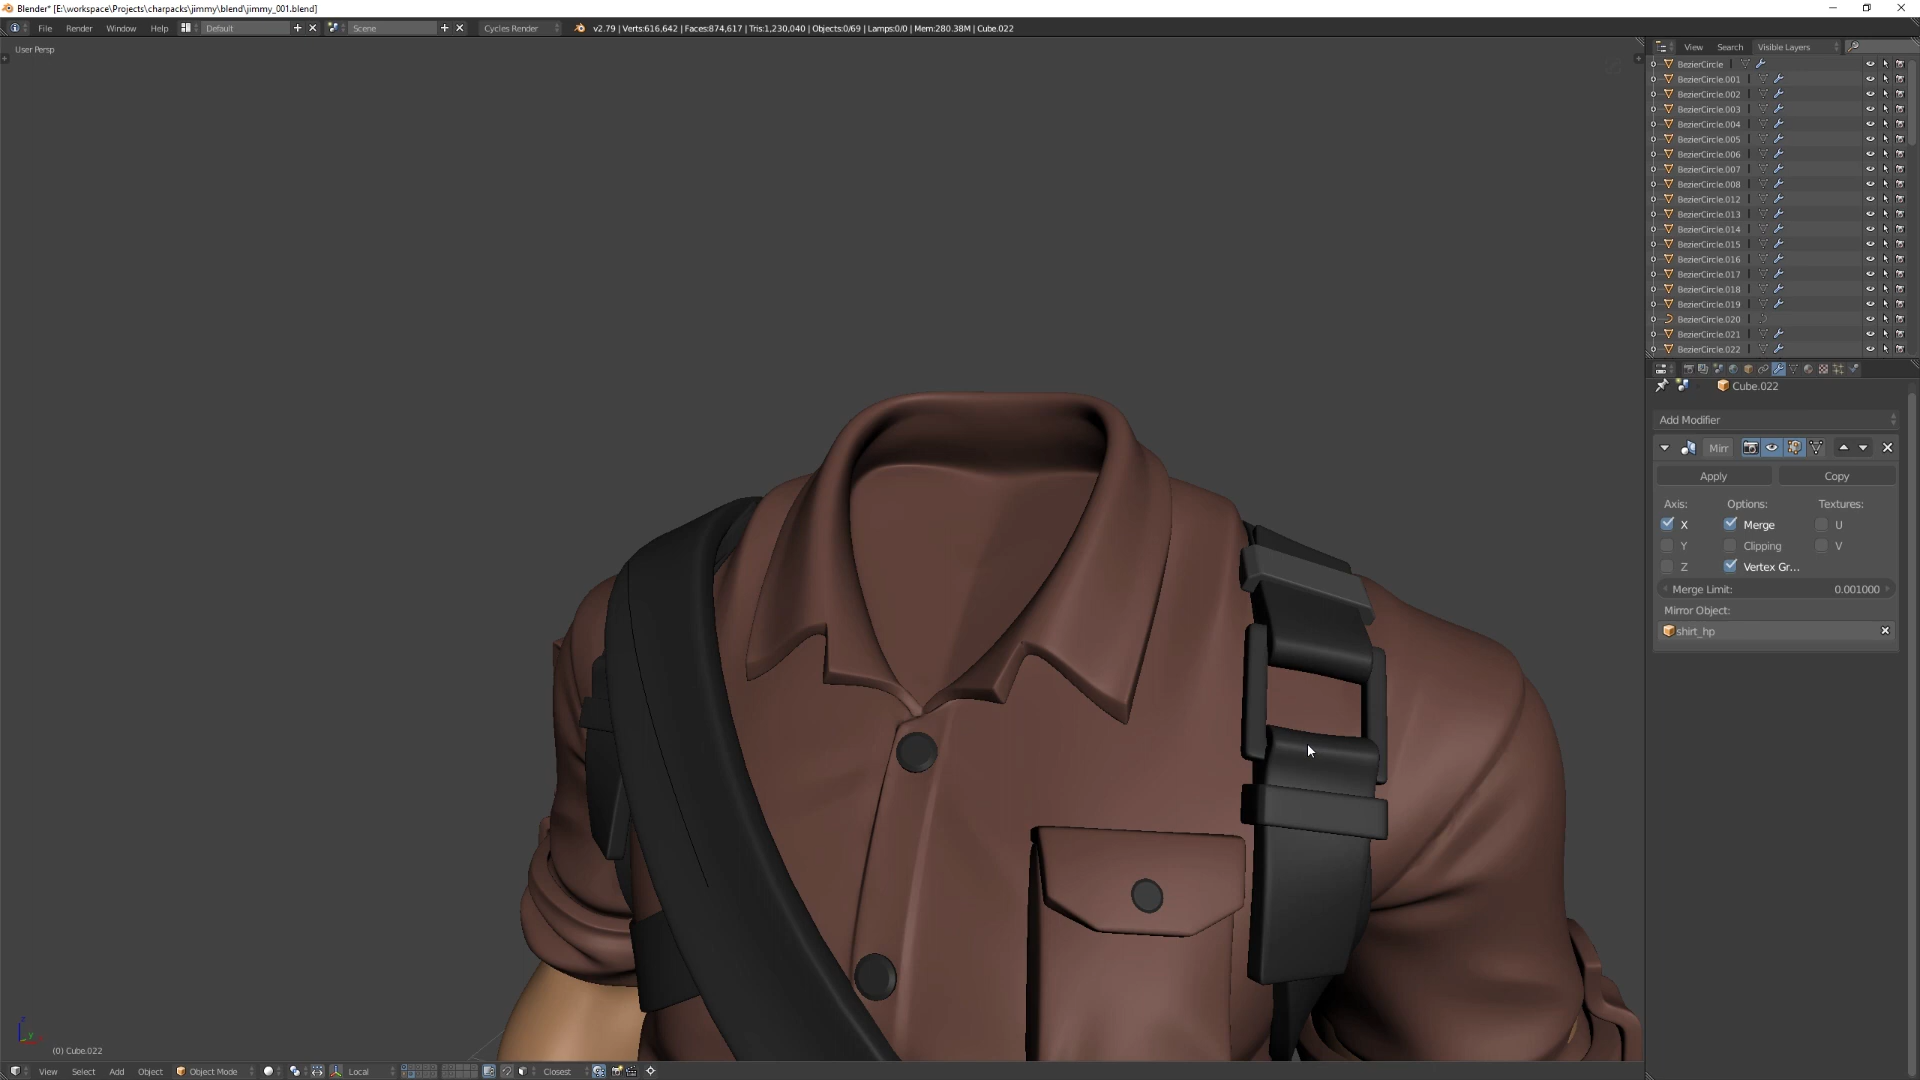 Blender* [E:\workspace\Projects\charpacks\jimmy\blend\jimmy_001.blend]
File Render Window Help Default Scene Cycles Render v2.79 | Verts:616,642 | Faces:874,617 | Tris:1,230,040 | Objects:0/69 | Lamps:0/0 | Mem:280.38M | Cube.022
User Persp
View Search Visible Layers
BezierCircle
BezierCircle.001
BezierCircle.002
BezierCircle.003
BezierCircle.004
BezierCircle.005
BezierCircle.006
BezierCircle.007
BezierCircle.008
BezierCircle.012
BezierCircle.013
BezierCircle.014
BezierCircle.015
BezierCircle.016
BezierCircle.017
BezierCircle.018
BezierCircle.019
BezierCircle.020
BezierCircle.021
BezierCircle.022
Cube.022
Add Modifier
Mirr
Apply Copy
Axis: Options: Textures:
X Merge U
Y Clipping V
Z Vertex Gr...
Merge Limit: 0.001000
Mirror Object:
shirt_hp
z
y
(0) Cube.022
View Select Add Object Object Mode Local Closest